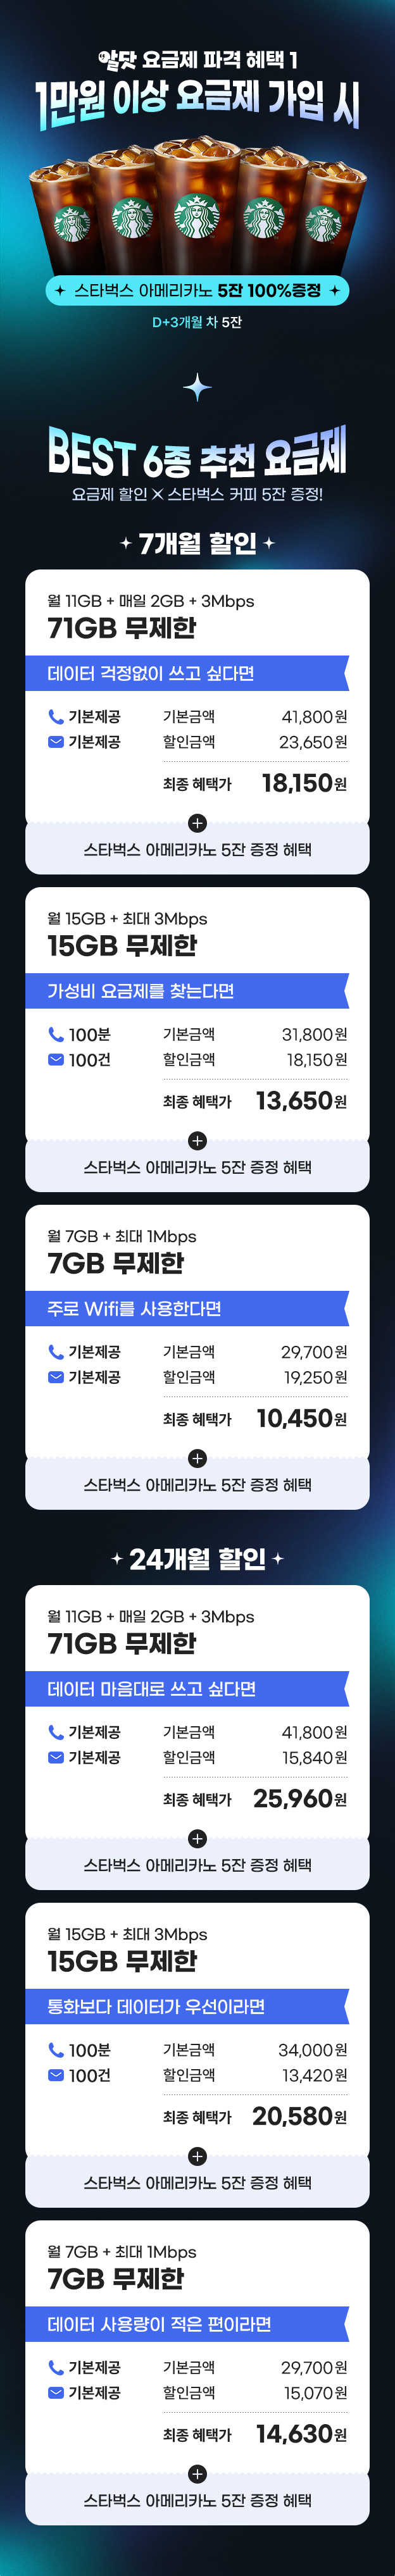 알닷 요금제 파격 혜택 1
1만원 이상 요금제 가입 시
스타벅스 아메리카노 5잔 100%증정
D+3개월 차 5잔
BEST 6종 추천 요금제
요금제 할인 × 스타벅스 커피 5잔 증정!
7개월 할인
월 11GB + 매일 2GB + 3Mbps
71GB 무제한
데이터 걱정없이 쓰고 싶다면
기본제공 기본금액 41,800원
기본제공 할인금액 23,650원
최종 혜택가 18,150원
+
스타벅스 아메리카노 5잔 증정 혜택
월 15GB + 최대 3Mbps
15GB 무제한
가성비 요금제를 찾는다면
100분 기본금액 31,800원
100건 할인금액 18,150원
최종 혜택가 13,650원
+
스타벅스 아메리카노 5잔 증정 혜택
월 7GB + 최대 1Mbps
7GB 무제한
주로 Wifi를 사용한다면
기본제공 기본금액 29,700원
기본제공 할인금액 19,250원
최종 혜택가 10,450원
+
스타벅스 아메리카노 5잔 증정 혜택
24개월 할인
월 11GB + 매일 2GB + 3Mbps
71GB 무제한
데이터 마음대로 쓰고 싶다면
기본제공 기본금액 41,800원
기본제공 할인금액 15,840원
최종 혜택가 25,960원
+
스타벅스 아메리카노 5잔 증정 혜택
월 15GB + 최대 3Mbps
15GB 무제한
통화보다 데이터가 우선이라면
100분 기본금액 34,000원
100건 할인금액 13,420원
최종 혜택가 20,580원
+
스타벅스 아메리카노 5잔 증정 혜택
월 7GB + 최대 1Mbps
7GB 무제한
데이터 사용량이 적은 편이라면
기본제공 기본금액 29,700원
기본제공 할인금액 15,070원
최종 혜택가 14,630원
+
스타벅스 아메리카노 5잔 증정 혜택